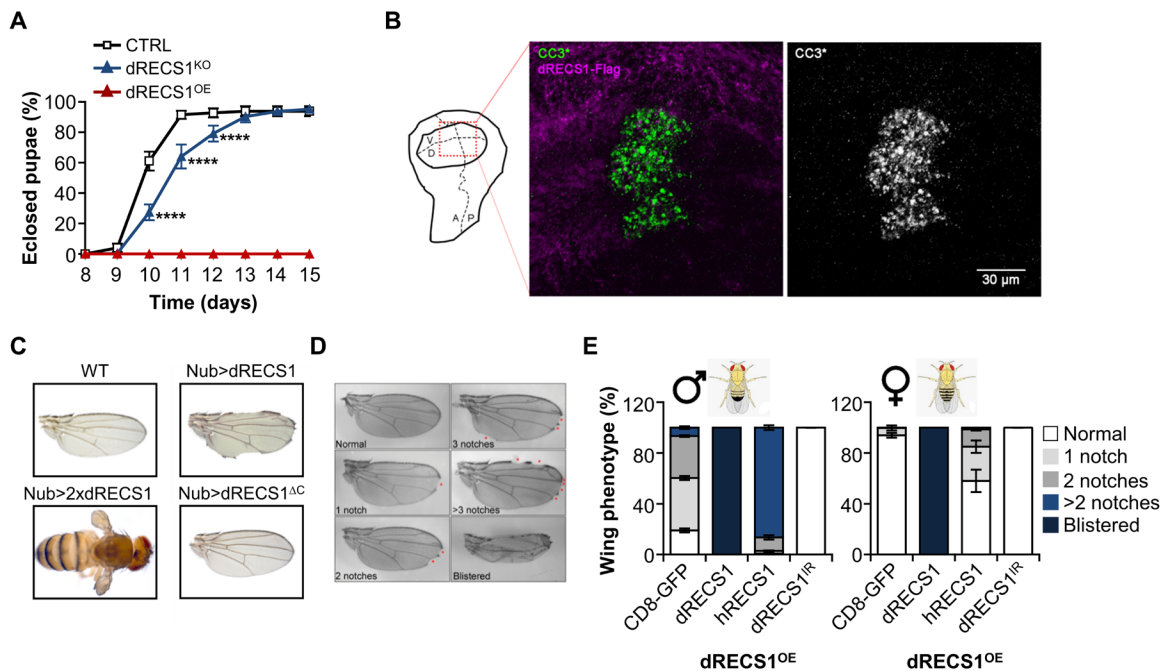 A
CTRL
dRECS1KO
dRECS1OE
Eclosed pupae (%)
100
80
60
40
20
0
****
****
****
8 9 10 11 12 13 14 15
Time (days)
B
V
D
A P
CC3*
dRECS1-Flag
CC3*
30 µm
C
WT
Nub>dRECS1
Nub>2xdRECS1
Nub>dRECS1ΔC
D
Normal
3 notches
1 notch
>3 notches
2 notches
Blistered
E
♂
♀
Wing phenotype (%)
120
80
40
0
CD8-GFP
dRECS1
hRECS1
dRECS1IR
dRECS1OE
120
80
40
0
CD8-GFP
dRECS1
hRECS1
dRECS1IR
dRECS1OE
Normal
1 notch
2 notches
>2 notches
Blistered